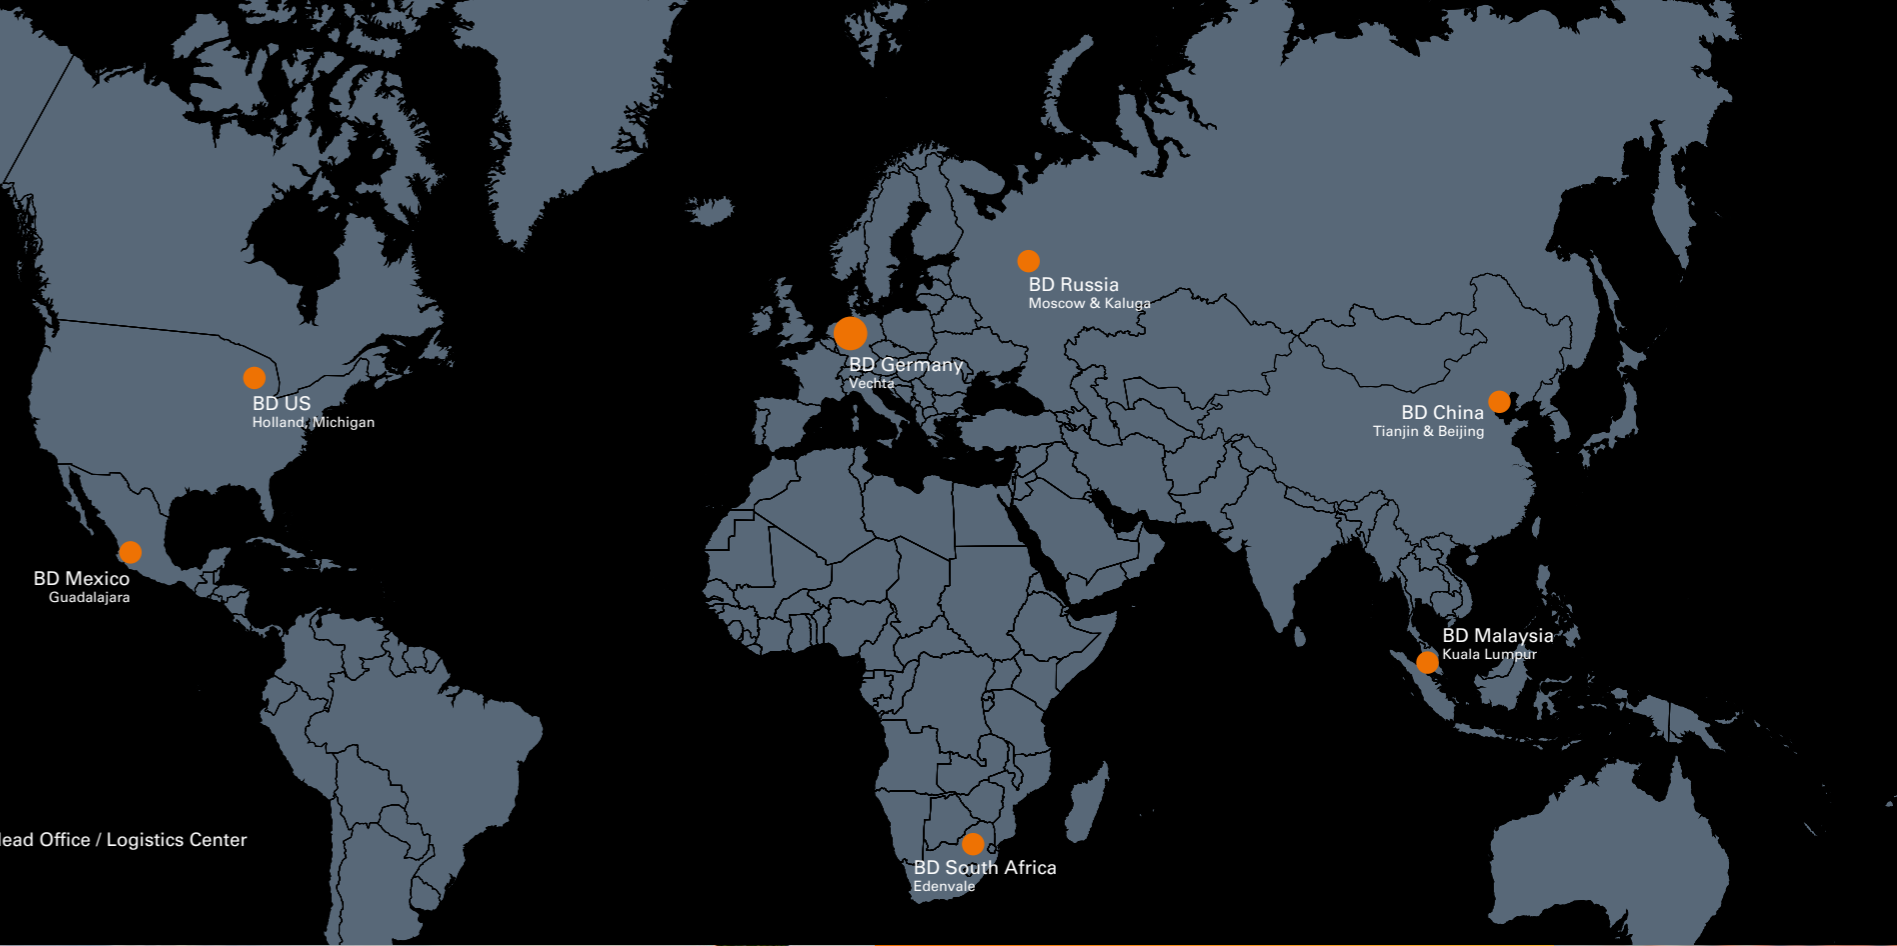 BD Russia
Moscow & Kaluga
BD Germany
Vechta
BD US
Holland, Michigan
BD China
Tianjin & Beijing
BD Mexico
Guadalajara
BD Malaysia
Kuala Lumpur
Office / Logistics Center
BD South Africa
Edenvale